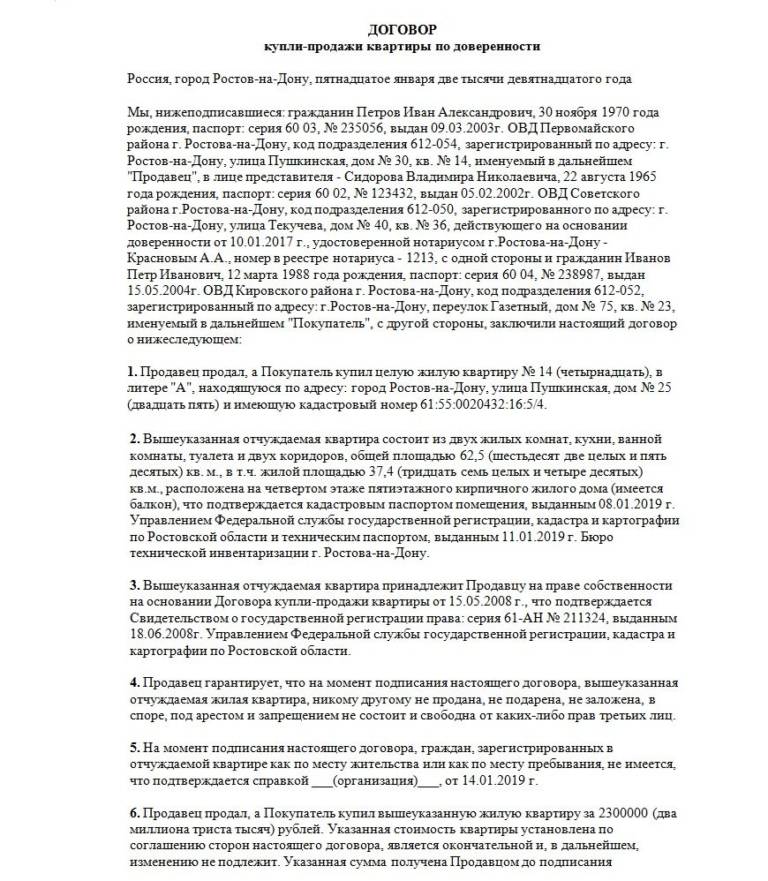 ДОГОВОР
купли-продажи квартиры по доверенности
Россия, город Ростов-на-Дону, пятнадцатое января две тысячи девятнадцатого года
Мы, нижеподписавшиеся: гражданин Петров Иван Александрович, 30 ноября 1970 года
рождения, паспорт: серия 60 03, № 235056, выдан 09.03.2003г. ОВД Первомайского
района г. Ростова-на-Дону, код подразделения 612-054, зарегистрированный по адресу: г.
Ростов-на-Дону, улица Пушкинская, дом № 30, кв. № 14, именуемый в дальнейшем
"Продавец", в лице представителя - Сидорова Владимира Николаевича, 22 августа 1965
года рождения, паспорт: серия 60 02, № 123432, выдан 05.02.2002г. ОВД Советского
района г.Ростова-на-Дону, код подразделения 612-050, зарегистрированного по адресу: г.
Ростов-на-Дону, улица Текучева, дом № 40, кв. № 36, действующего на основании
доверенности от 10.01.2017 г., удостоверенной нотариусом г.Ростова-на-Дону -
Красновым А.А., номер в реестре нотариуса - 1213, с одной стороны и гражданин Иванов
Петр Иванович, 12 марта 1988 года рождения, паспорт: серия 60 04, № 238987, выдан
15.05.2004г. ОВД Кировского района г. Ростова-на-Дону, код подразделения 612-052,
зарегистрированный по адресу: г.Ростов-на-Дону, переулок Газетный, дом № 75, кв. № 23,
именуемый в дальнейшем "Покупатель", с другой стороны, заключили настоящий договор
о нижеследующем:
1. Продавец продал, а Покупатель купил целую жилую квартиру № 14 (четырнадцать), в
литере "А", находящуюся по адресу: город Ростов-на-Дону, улица Пушкинская, дом № 25
(двадцать пять) и имеющую кадастровый номер 61:55:0020432:16:5/4.
2. Вышеуказанная отчуждаемая квартира состоит из двух жилых комнат, кухни, ванной
комнаты, туалета и двух коридоров, общей площадью 62,5 (шестьдесят две целых и пять
десятых) кв. м., в т.ч. жилой площадью 37,4 (тридцать семь целых и четыре десятых)
кв.м., расположена на четвертом этаже пятиэтажного кирпичного жилого дома (имеется
балкон), что подтверждается кадастровым паспортом помещения, выданным 08.01.2019 г.
Управлением Федеральной службы государственной регистрации, кадастра и картографии
по Ростовской области и техническим паспортом, выданным 11.01.2019 г. Бюро
технической инвентаризации г. Ростова-на-Дону.
3. Вышеуказанная отчуждаемая квартира принадлежит Продавцу на праве собственности
на основании Договора купли-продажи квартиры от 15.05.2008 г., что подтверждается
Свидетельством о государственной регистрации права: серия 61-АН № 211324, выданным
18.06.2008г. Управлением Федеральной службы государственной регистрации, кадастра и
картографии по Ростовской области.
4. Продавец гарантирует, что на момент подписания настоящего договора, вышеуказанная
отчуждаемая жилая квартира, никому другому не продана, не подарена, не заложена, в
споре, под арестом и запрещением не состоит и свободна от каких-либо прав третьих лиц.
5. На момент подписания настоящего договора, граждан, зарегистрированных в
отчуждаемой квартире как по месту жительства или как по месту пребывания, не имеется,
что подтверждается справкой ___(организация)___, от 14.01.2019 г.
6. Продавец продал, а Покупатель купил вышеуказанную жилую квартиру за 2300000 (два
миллиона триста тысяч) рублей. Указанная стоимость квартиры установлена по
соглашению сторон настоящего договора, является окончательной и, в дальнейшем,
изменению не подлежит. Указанная сумма получена Продавцом до подписания